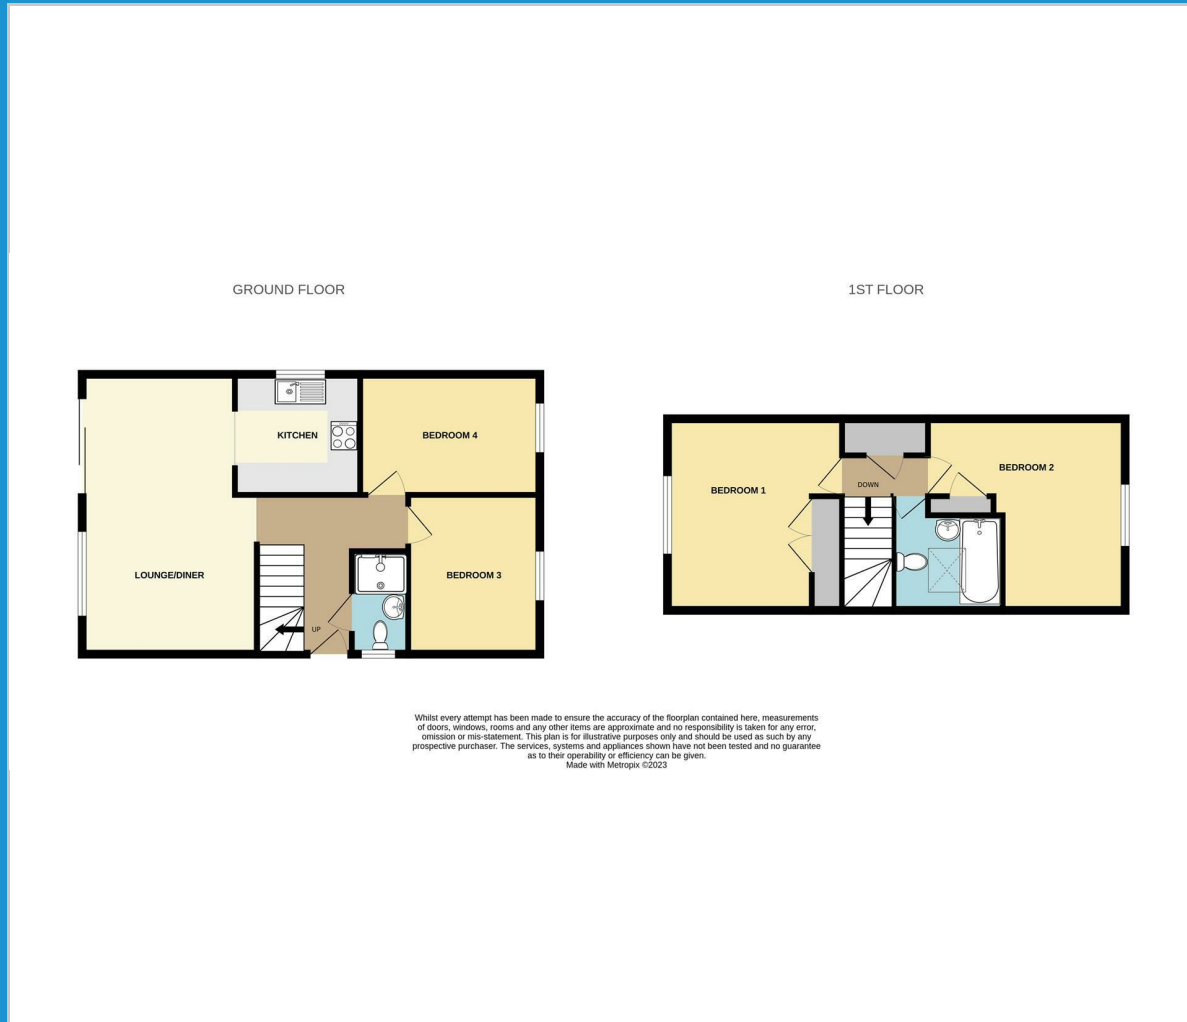 GROUND FLOOR
1ST FLOOR
KITCHEN
BEDROOM 4
LOUNGE/DINER
BEDROOM 3
UP
BEDROOM 1
DOWN
BEDROOM 2
Whilst every attempt has been made to ensure the accuracy of the floorplan contained here, measurements
of doors, windows, rooms and any other items are approximate and no responsibility is taken for any error,
omission or mis-statement. This plan is for illustrative purposes only and should be used as such by any
prospective purchaser. The services, systems and appliances shown have not been tested and no guarantee
as to their operability or efficiency can be given.
Made with Metropix ©2023